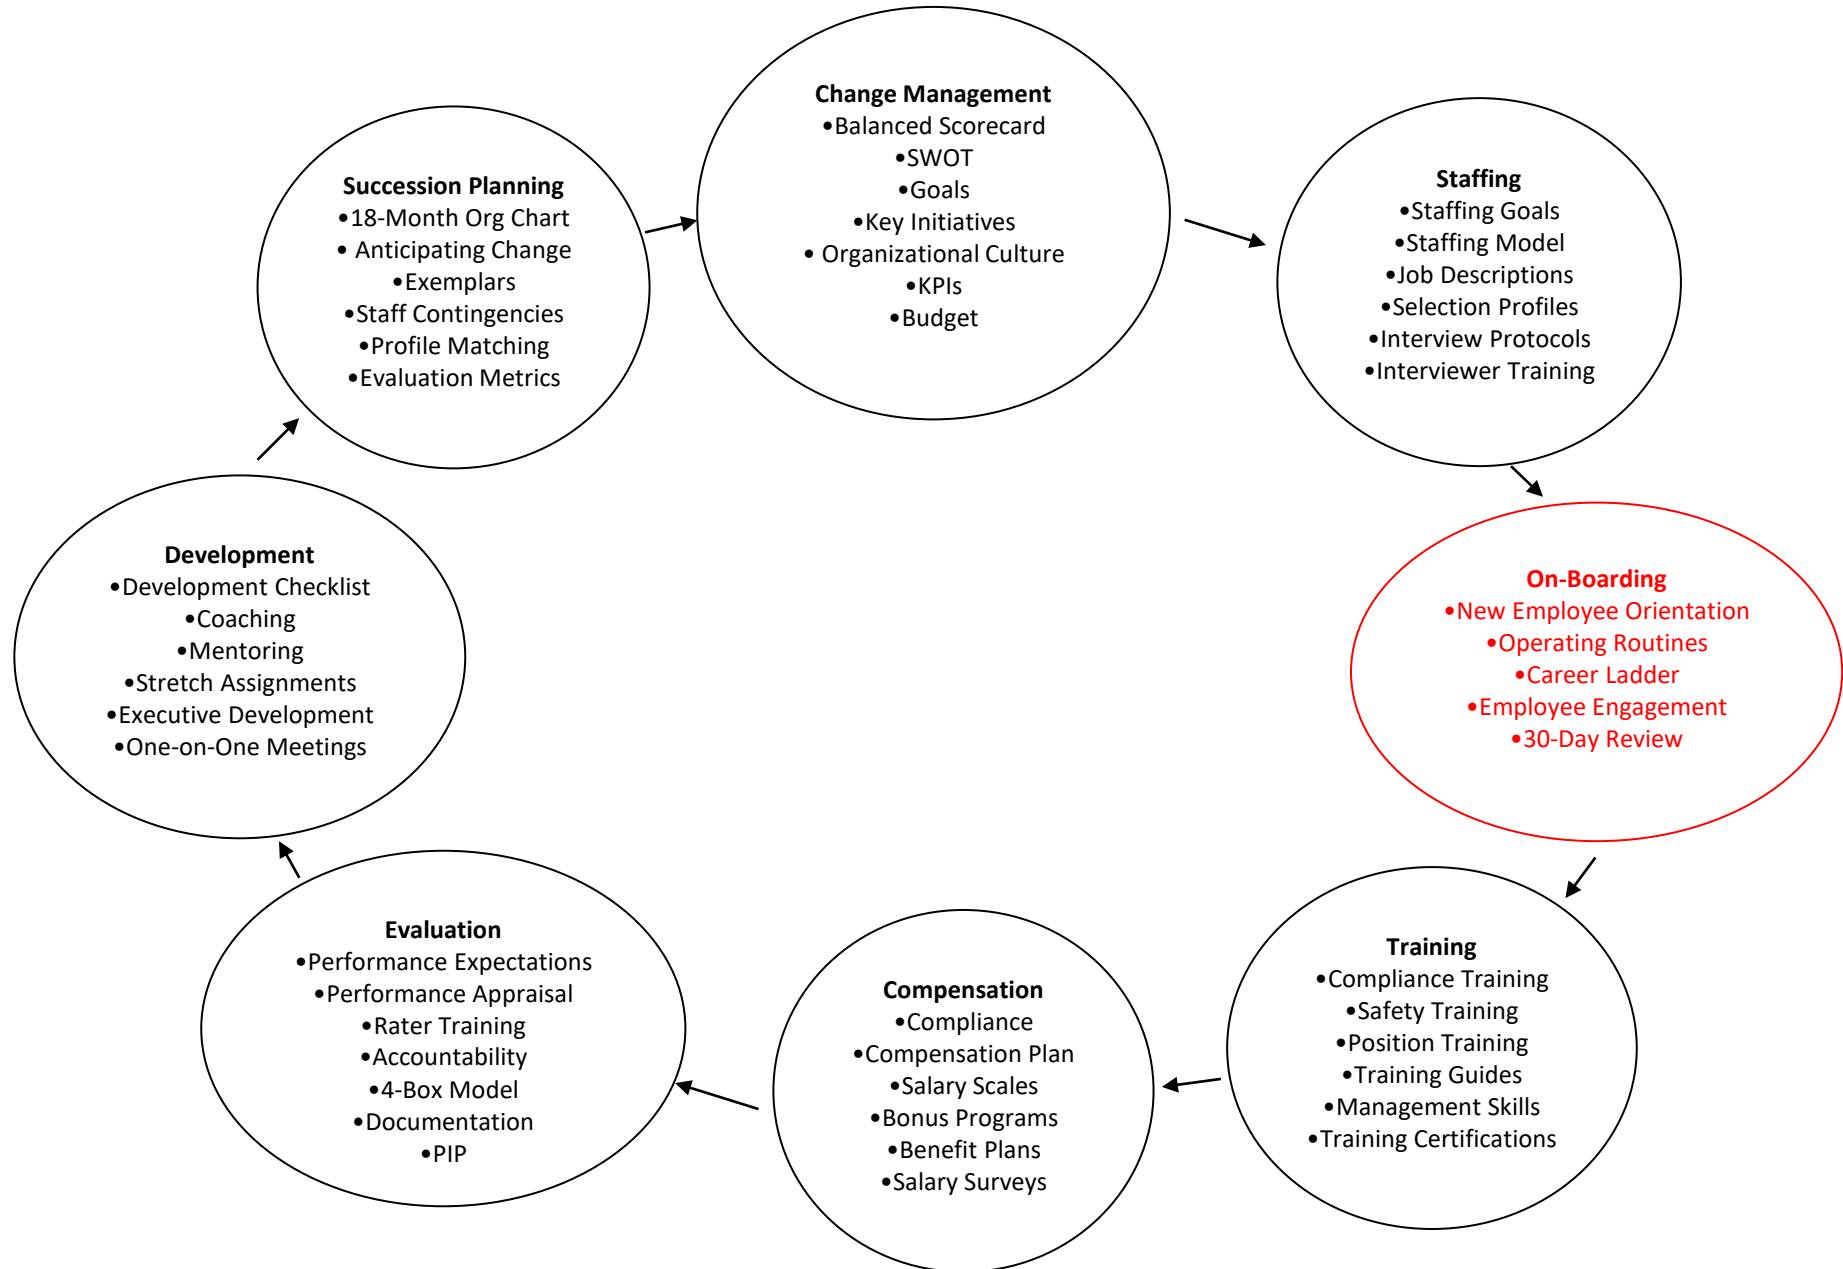 Change Management
•Balanced Scorecard
•SWOT
•Goals
•Key Initiatives
• Organizational Culture
•KPIs
•Budget
Staffing
•Staffing Goals
•Staffing Model
•Job Descriptions
•Selection Profiles
•Interview Protocols
•Interviewer Training
On-Boarding
•New Employee Orientation
•Operating Routines
•Career Ladder
•Employee Engagement
•30-Day Review
Training
•Compliance Training
•Safety Training
•Position Training
•Training Guides
•Management Skills
•Training Certifications
Compensation
•Compliance
•Compensation Plan
•Salary Scales
•Bonus Programs
•Benefit Plans
•Salary Surveys
Evaluation
•Performance Expectations
•Performance Appraisal
•Rater Training
•Accountability
•4-Box Model
•Documentation
•PIP
Development
•Development Checklist
•Coaching
•Mentoring
•Stretch Assignments
•Executive Development
•One-on-One Meetings
Succession Planning
•18-Month Org Chart
• Anticipating Change
•Exemplars
•Staff Contingencies
•Profile Matching
•Evaluation Metrics